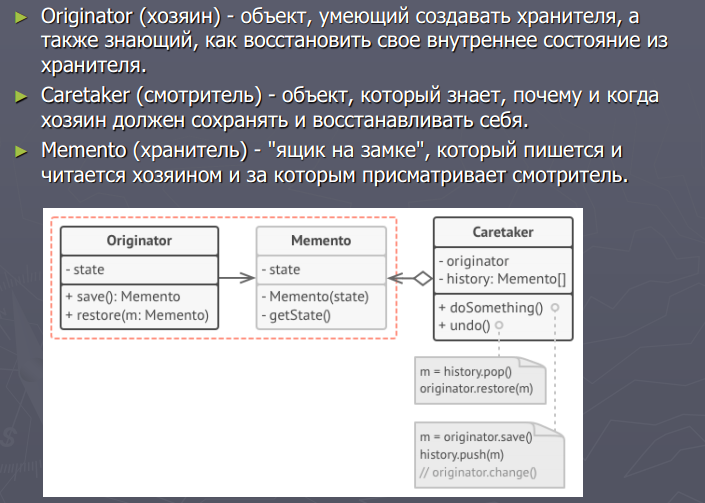 Originator (хозяин) - объект, умеющий создавать хранителя, а
также знающий, как восстановить свое внутреннее состояние из
хранителя.
Caretaker (смотритель) - объект, который знает, почему и когда
хозяин должен сохранять и восстанавливать себя.
Memento (хранитель) - "ящик на замке", который пишется и
читается хозяином и за которым присматривает смотритель.
Originator
- state
+ save(): Memento
+ restore(m: Memento)
Memento
- state
- Memento(state)
- getState()
Caretaker
- originator
- history: Memento[]
+ doSomething()
+ undo()
m = history.pop()
originator.restore(m)
m = originator.save()
history.push(m)
// originator.change()